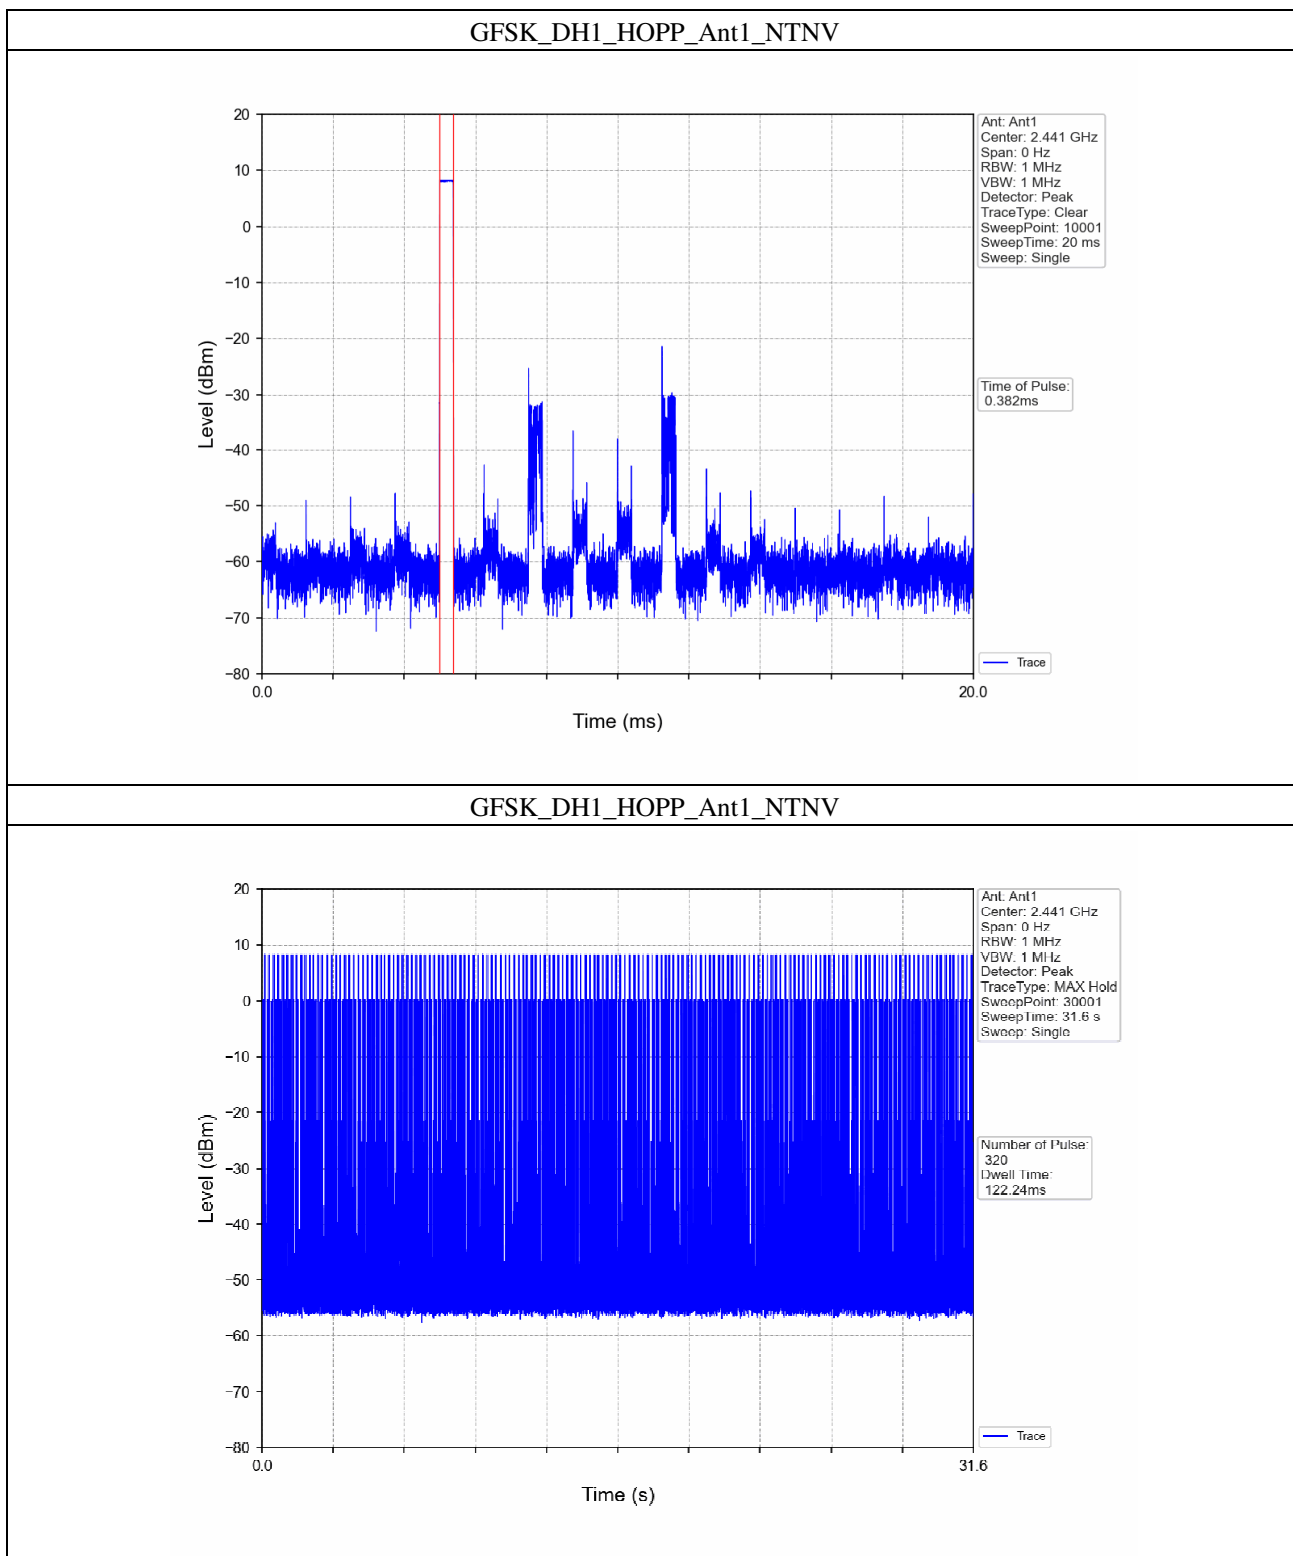 GFSK_DH1_HOPP_Ant1_NTNV
20
10
0
−10
−20
−30
−40
−50
−60
−70
−80
Level (dBm)
0.0
20.0
Time (ms)
Ant: Ant1
Center: 2.441 GHz
Span: 0 Hz
RBW: 1 MHz
VBW: 1 MHz
Detector: Peak
TraceType: Clear
SweepPoint: 10001
SweepTime: 20 ms
Sweep: Single
Time of Pulse:
0.382ms
Trace
GFSK_DH1_HOPP_Ant1_NTNV
20
10
0
−10
−20
−30
−40
−50
−60
−70
−80
Level (dBm)
0.0
31.6
Time (s)
Ant: Ant1
Center: 2.441 GHz
Span: 0 Hz
RBW: 1 MHz
VBW: 1 MHz
Detector: Peak
TraceType: MAX Hold
SweepPoint: 30001
SweepTime: 31.6 s
Sweep: Single
Number of Pulse:
320
Dwell Time:
122.24ms
Trace